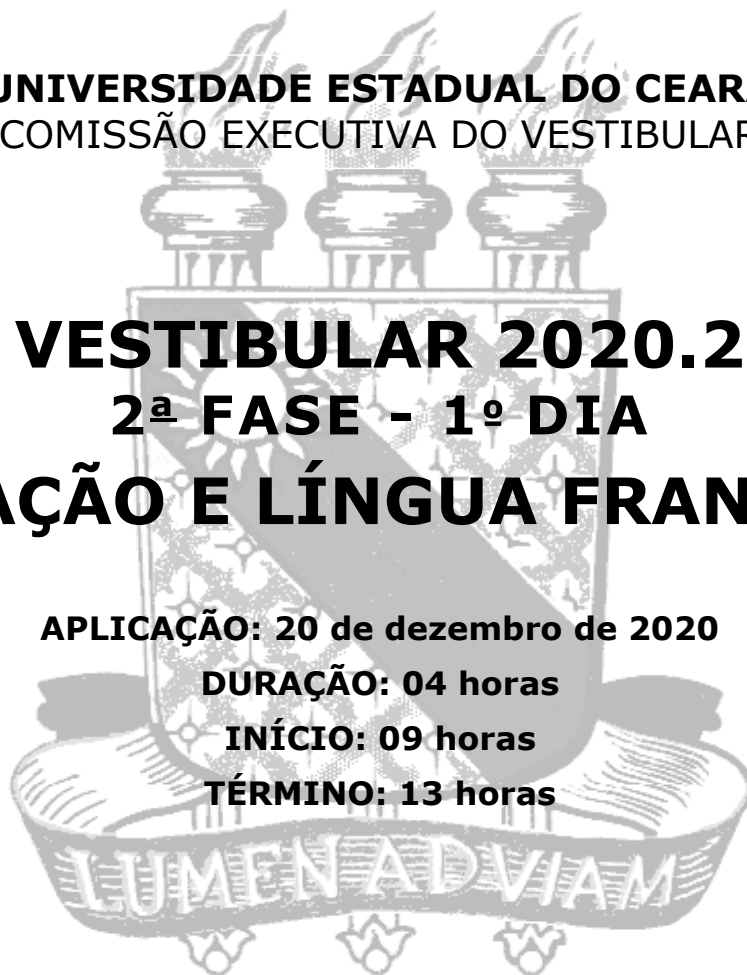 UNIVERSIDADE ESTADUAL DO CEAR
COMISSÃO EXECUTIVA DO VESTIBULAR
VESTIBULAR 2020.2
2ª FASE - 1º DIA
AÇÃO E LÍNGUA FRAN
APLICAÇÃO: 20 de dezembro de 2020
DURAÇÃO: 04 horas
INÍCIO: 09 horas
TÉRMINO: 13 horas
LUMEN AD VIAM